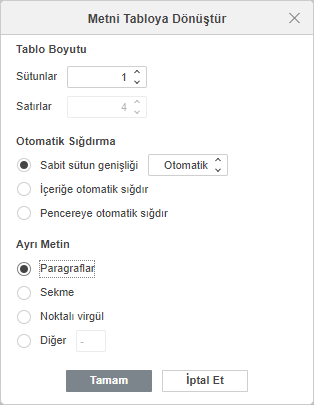 Metni Tabloya Dönüştür
Tablo Boyutu
Sütunlar 1
Satırlar 4
Otomatik Sığdırma
Sabit sütun genişliği Otomatik
İçeriğe otomatik sığdır
Pencereye otomatik sığdır
Ayrı Metin
Paragraflar
Sekme
Noktalı virgül
Diğer -
Tamam İptal Et